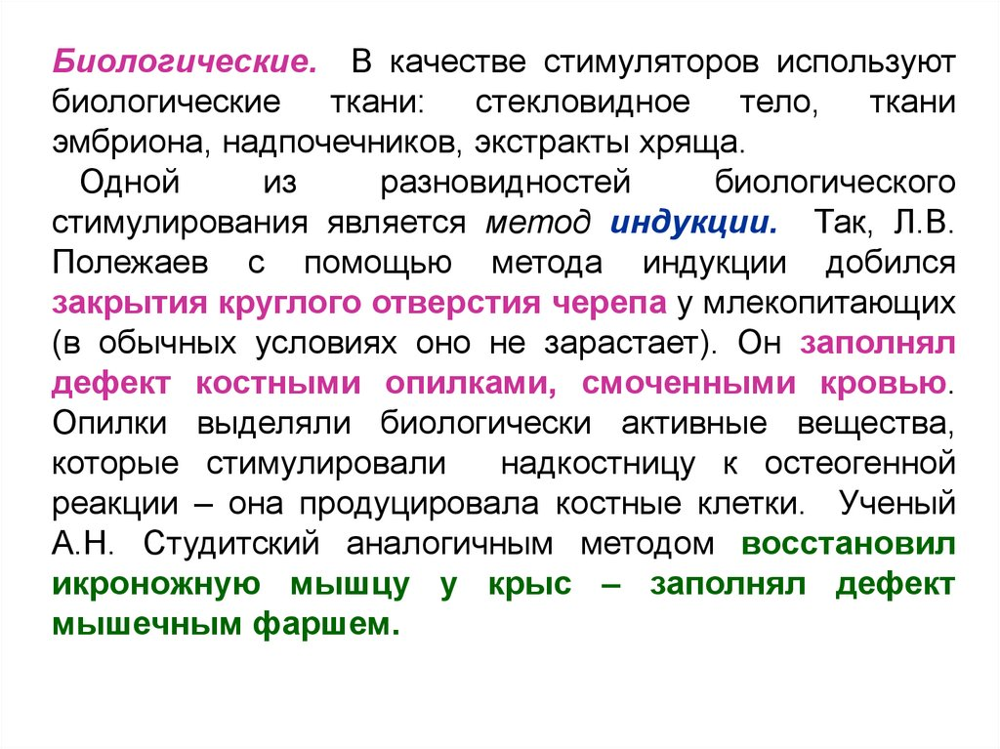 Биологические. В качестве стимуляторов используют
биологические ткани: стекловидное тело, ткани
эмбриона, надпочечников, экстракты хряща.
Одной из разновидностей биологического
стимулирования является метод индукции. Так, Л.В.
Полежаев с помощью метода индукции добился
закрытия круглого отверстия черепа у млекопитающих
(в обычных условиях оно не зарастает). Он заполнял
дефект костными опилками, смоченными кровью.
Опилки выделяли биологически активные вещества,
которые стимулировали надкостницу к остеогенной
реакции – она продуцировала костные клетки. Ученый
А.Н. Студитский аналогичным методом восстановил
икроножную мышцу у крыс – заполнял дефект
мышечным фаршем.